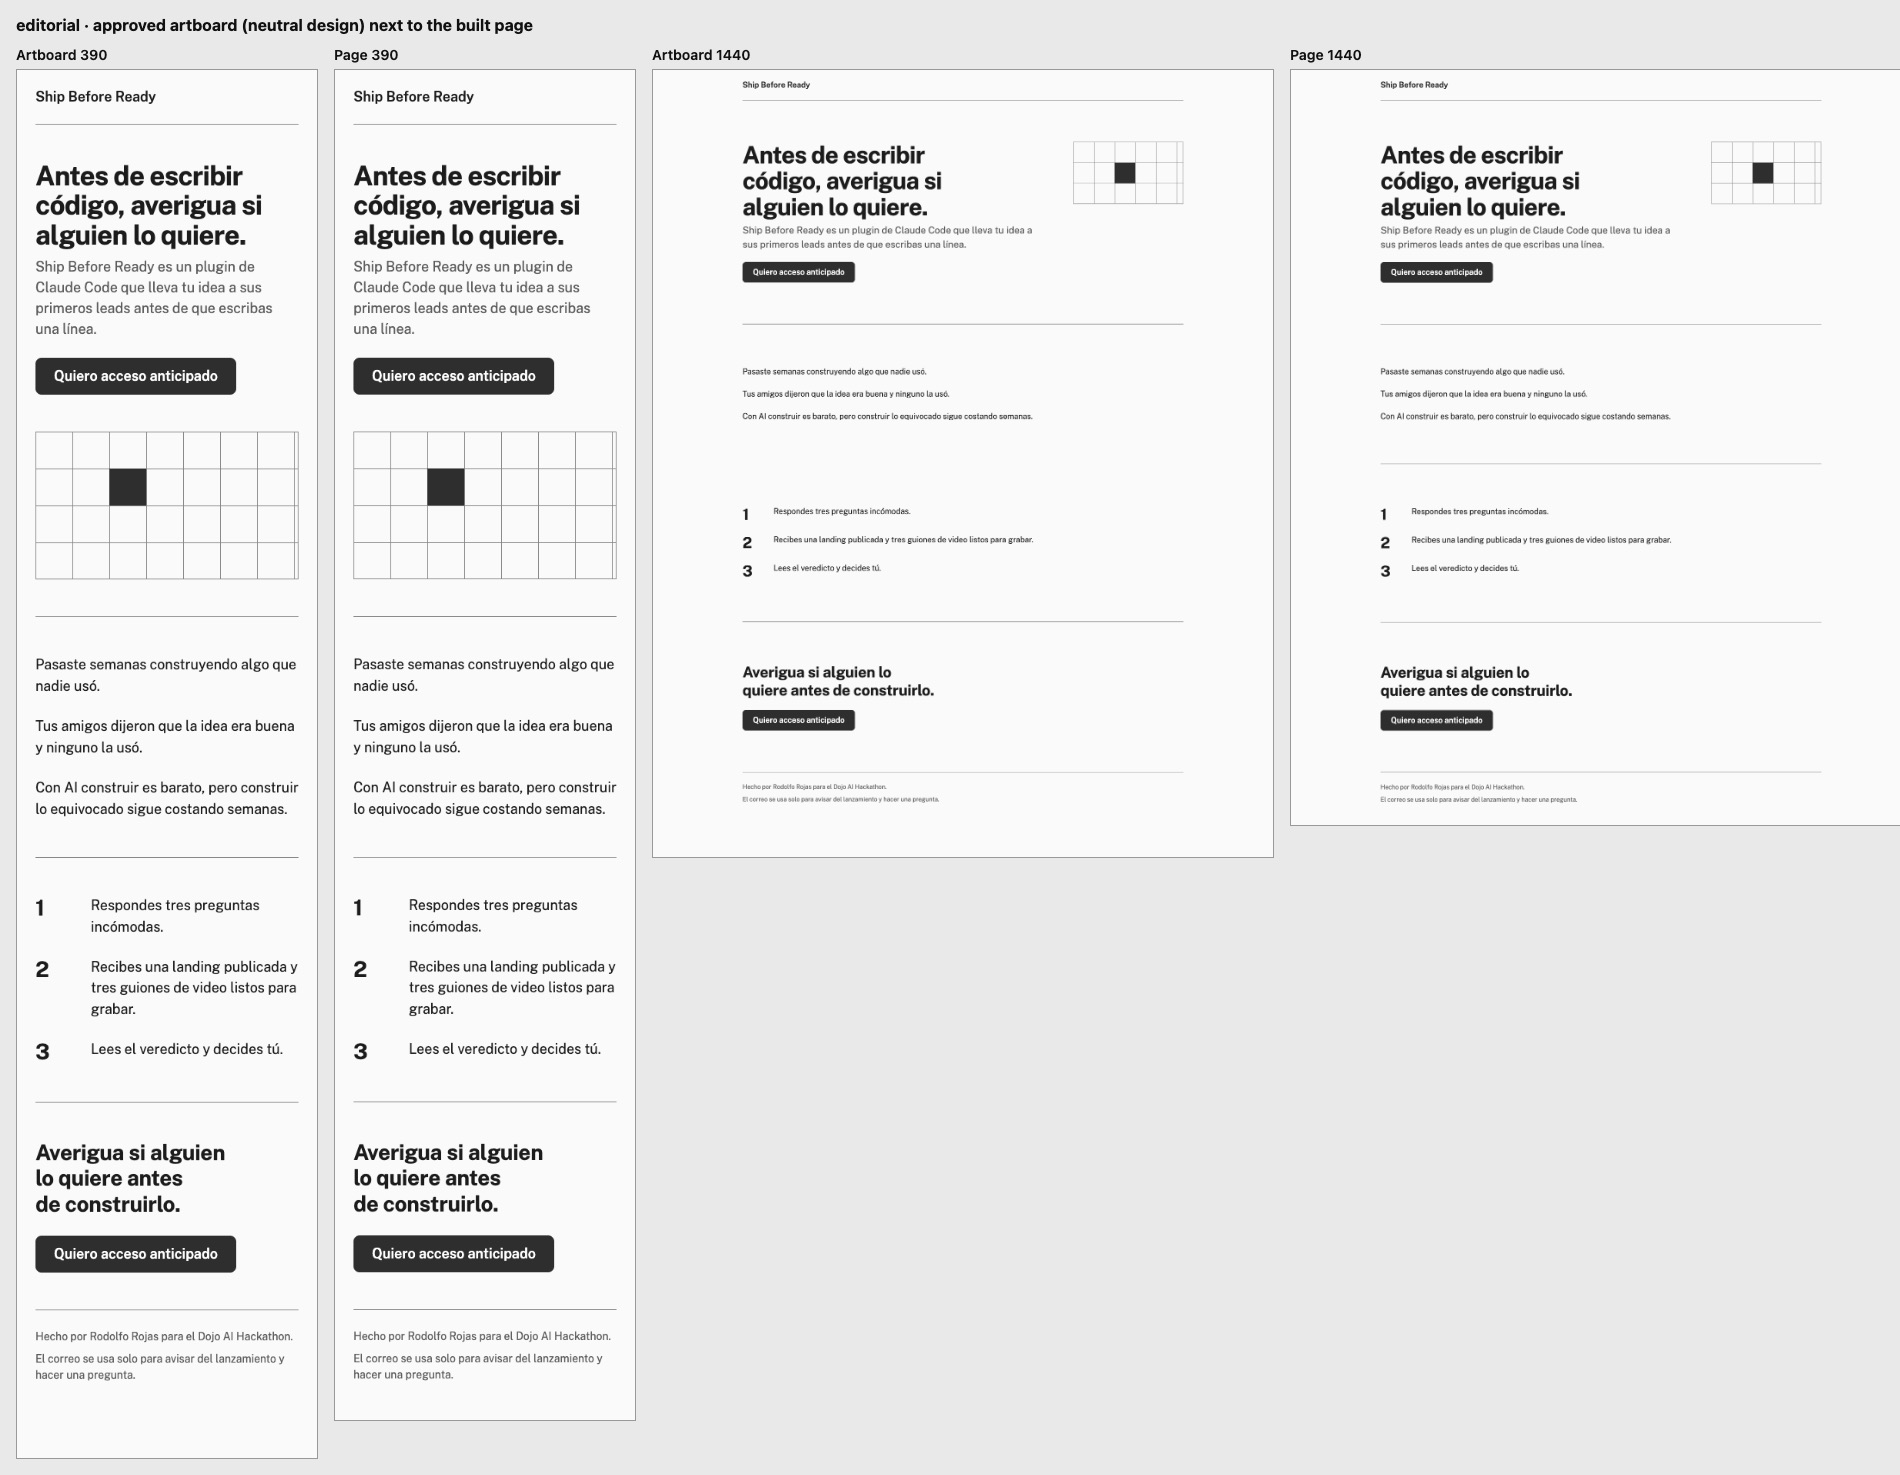 editorial · approved artboard (neutral design) next to the built page
Artboard 390
Ship Before Ready
Antes de escribir
código, averigua si
alguien lo quiere.
Ship Before Ready es un plugin de
Claude Code que lleva tu idea a sus
primeros leads antes de que escribas
una línea.
Quiero acceso anticipado
Pasaste semanas construyendo algo que
nadie usó.
Tus amigos dijeron que la idea era buena
y ninguno la usó.
Con AI construir es barato, pero construir
lo equivocado sigue costando semanas.
1 Respondes tres preguntas
incómodas.
2 Recibes una landing publicada y
tres guiones de video listos para
grabar.
3 Lees el veredicto y decides tú.
Averigua si alguien
lo quiere antes
de construirlo.
Quiero acceso anticipado
Hecho por Rodolfo Rojas para el Dojo AI Hackathon.
El correo se usa solo para avisar del lanzamiento y
hacer una pregunta.
Page 390
Ship Before Ready
Antes de escribir
código, averigua si
alguien lo quiere.
Ship Before Ready es un plugin de
Claude Code que lleva tu idea a sus
primeros leads antes de que escribas
una línea.
Quiero acceso anticipado
Pasaste semanas construyendo algo que
nadie usó.
Tus amigos dijeron que la idea era buena
y ninguno la usó.
Con AI construir es barato, pero construir
lo equivocado sigue costando semanas.
1 Respondes tres preguntas
incómodas.
2 Recibes una landing publicada y
tres guiones de video listos para
grabar.
3 Lees el veredicto y decides tú.
Averigua si alguien
lo quiere antes
de construirlo.
Quiero acceso anticipado
Hecho por Rodolfo Rojas para el Dojo AI Hackathon.
El correo se usa solo para avisar del lanzamiento y
hacer una pregunta.
Artboard 1440
Ship Before Ready
Antes de escribir
código, averigua si
alguien lo quiere.
Ship Before Ready es un plugin de Claude Code que lleva tu idea a
sus primeros leads antes de que escribas una línea.
Quiero acceso anticipado
Pasaste semanas construyendo algo que nadie usó.
Tus amigos dijeron que la idea era buena y ninguno la usó.
Con AI construir es barato, pero construir lo equivocado sigue costando semanas.
1 Respondes tres preguntas incómodas.
2 Recibes una landing publicada y tres guiones de video listos para grabar.
3 Lees el veredicto y decides tú.
Averigua si alguien lo
quiere antes de construirlo.
Quiero acceso anticipado
Hecho por Rodolfo Rojas para el Dojo AI Hackathon.
El correo se usa solo para avisar del lanzamiento y hacer una pregunta.
Page 1440
Ship Before Ready
Antes de escribir
código, averigua si
alguien lo quiere.
Ship Before Ready es un plugin de Claude Code que lleva tu idea a
sus primeros leads antes de que escribas una línea.
Quiero acceso anticipado
Pasaste semanas construyendo algo que nadie usó.
Tus amigos dijeron que la idea era buena y ninguno la usó.
Con AI construir es barato, pero construir lo equivocado sigue costando semanas.
1 Respondes tres preguntas incómodas.
2 Recibes una landing publicada y tres guiones de video listos para grabar.
3 Lees el veredicto y decides tú.
Averigua si alguien lo
quiere antes de construirlo.
Quiero acceso anticipado
Hecho por Rodolfo Rojas para el Dojo AI Hackathon.
El correo se usa solo para avisar del lanzamiento y hacer una pregunta.